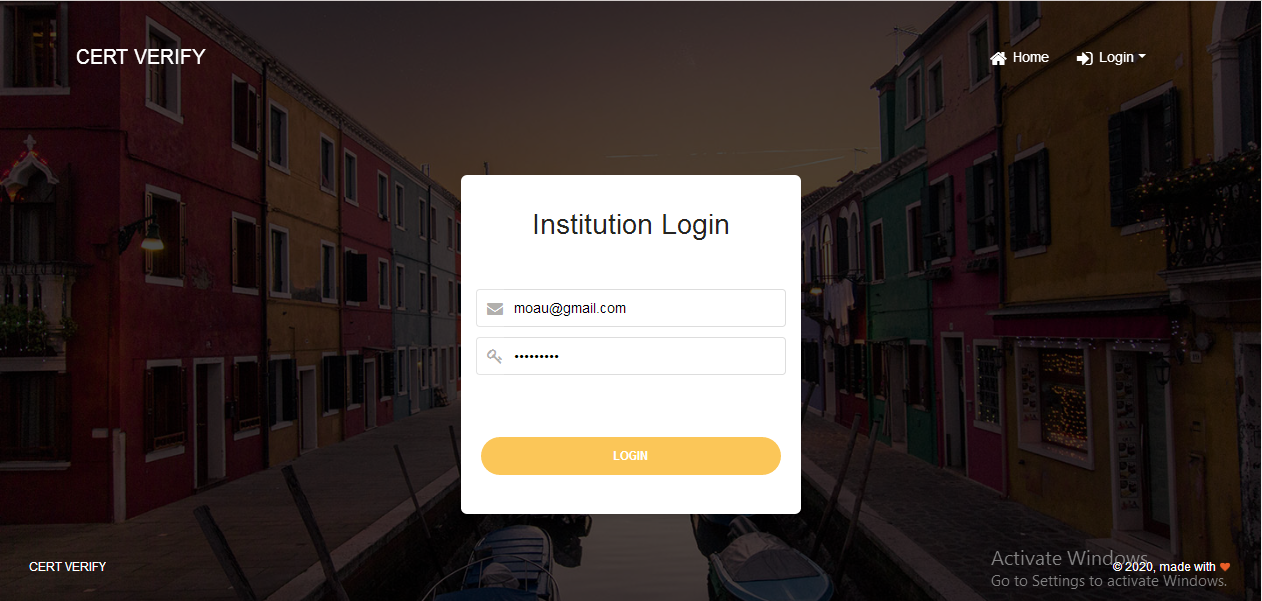 CERT VERIFY
Home
Login
Institution Login
moau@gmail.com
•••••••••
LOGIN
CERT VERIFY
Activate Windows
© 2020, made with
Go to Settings to activate Windows.